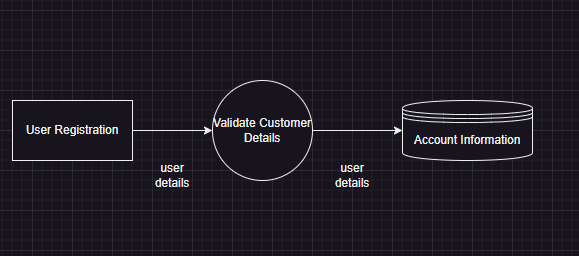 User Registration
Validate Customer
Details
Account Information
user
details
user
details